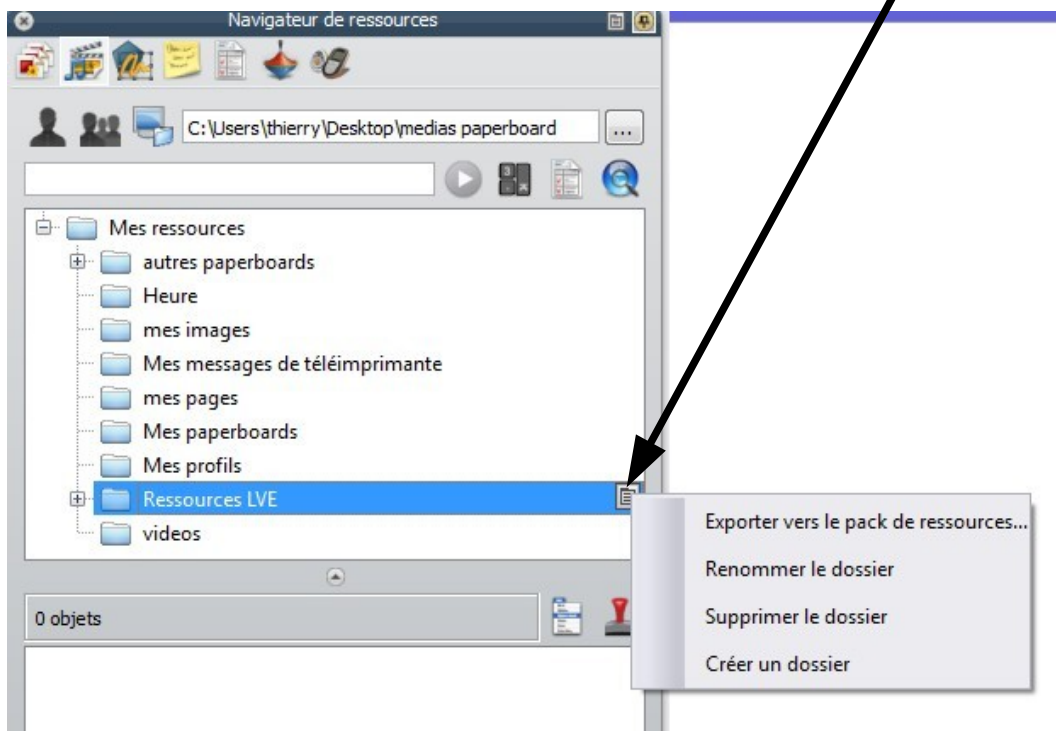 Navigateur de ressources
C:\Users\thierry\Desktop\medias paperboard
...
Mes ressources
autres paperboards
Heure
mes images
Mes messages de téléimprimante
mes pages
Mes paperboards
Mes profils
Ressources LVE
videos
Exporter vers le pack de ressources...
Renommer le dossier
Supprimer le dossier
Créer un dossier
0 objets